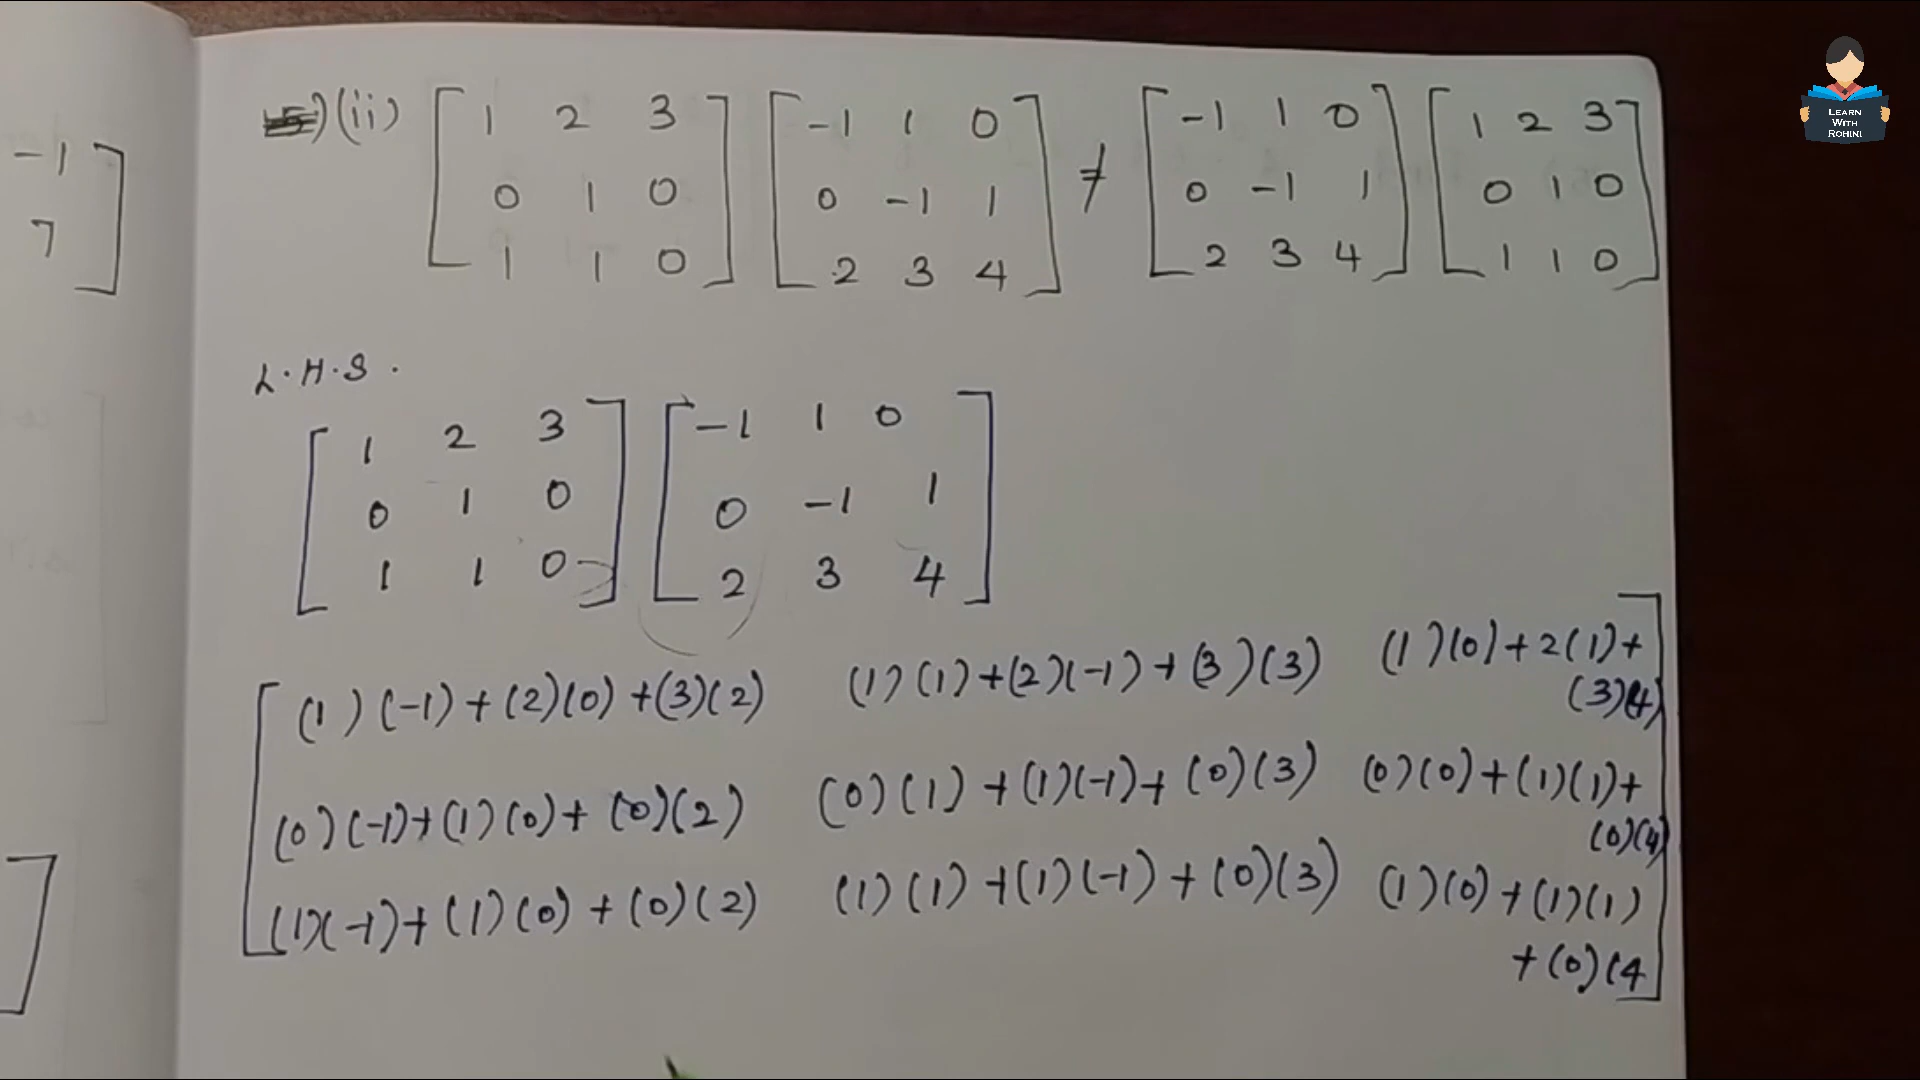 )(ii) [ 1 2 3 ] [ -1 1 0 ] ≠ [ -1 1 0 ] [ 1 2 3 ]
0 1 0 0 -1 1 0 -1 1 0 1 0
1 1 0 2 3 4 2 3 4 1 1 0
L.H.S.
[ 1 2 3 ] [ -1 1 0 ]
0 1 0 0 -1 1
1 1 0 2 3 4
[ (1)(-1)+(2)(0)+(3)(2) (1)(1)+(2)(-1)+(3)(3) (1)(0)+2(1)+
(3)(4)
(0)(-1)+(1)(0)+(0)(2) (0)(1)+(1)(-1)+(0)(3) (0)(0)+(1)(1)+
(0)(4)
(1)(-1)+(1)(0)+(0)(2) (1)(1)+(1)(-1)+(0)(3) (1)(0)+(1)(1)
+(0)(4 ]
-1 ]
7
]
LEARN
WITH
ROHINI